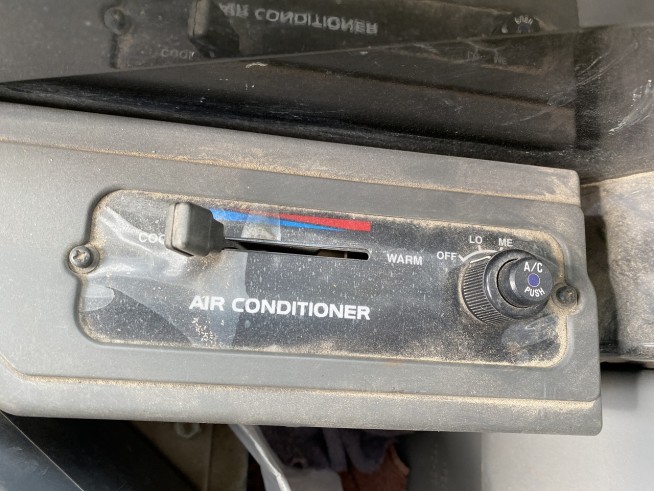 WARM
OFF
LO
ME
A/C
PUSH
AIR CONDITIONER
AIR CONDITIONER